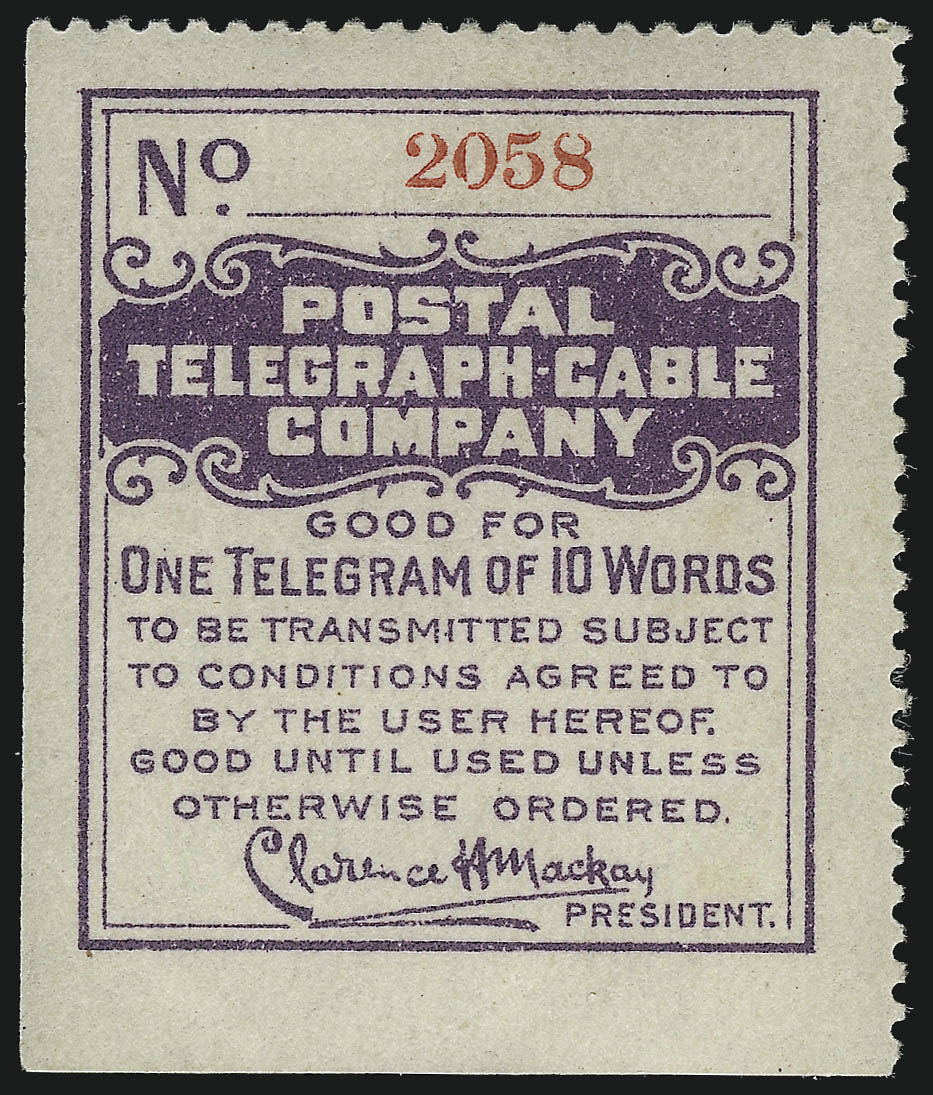 No. 2058
POSTAL
TELEGRAPH-CABLE
COMPANY
GOOD FOR
ONE TELEGRAM OF 10 WORDS
TO BE TRANSMITTED SUBJECT
TO CONDITIONS AGREED TO
BY THE USER HEREOF.
GOOD UNTIL USED UNLESS
OTHERWISE ORDERED.
Clarence H Mackay
PRESIDENT.